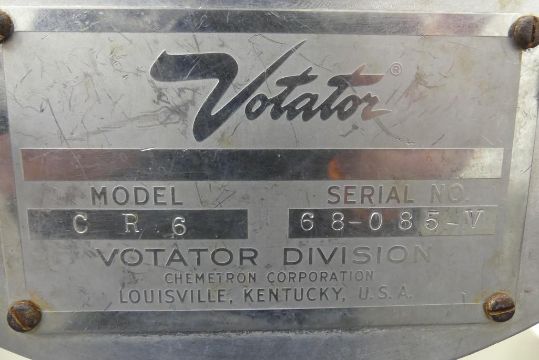 Votator®
MODEL SERIAL NO.
C R 6 68-085-V
VOTATOR DIVISION
CHEMETRON CORPORATION
LOUISVILLE, KENTUCKY, U.S.A.